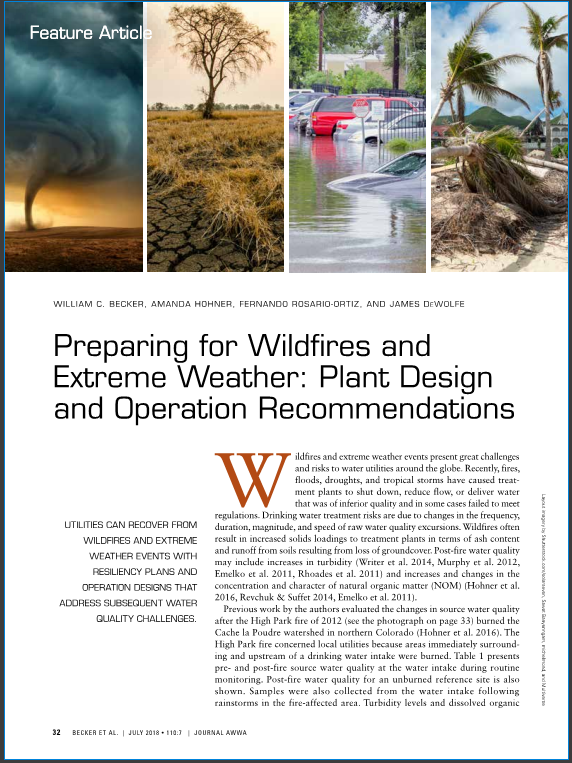 Feature Article
WILLIAM C. BECKER, AMANDA HOHNER, FERNANDO ROSARIO-ORTIZ, AND JAMES DeWOLFE
Preparing for Wildfires and
Extreme Weather: Plant Design
and Operation Recommendations
UTILITIES CAN RECOVER FROM
WILDFIRES AND EXTREME
WEATHER EVENTS WITH
RESILIENCY PLANS AND
OPERATION DESIGNS THAT
ADDRESS SUBSEQUENT WATER
QUALITY CHALLENGES.
Wildfires and extreme weather events present great challenges
and risks to water utilities around the globe. Recently, fires,
floods, droughts, and tropical storms have caused treat-
ment plants to shut down, reduce flow, or deliver water
that was of inferior quality and in some cases failed to meet
regulations. Drinking water treatment risks are due to changes in the frequency,
duration, magnitude, and speed of raw water quality excursions. Wildfires often
result in increased solids loadings to treatment plants in terms of ash content
and runoff from soils resulting from loss of groundcover. Post-fire water quality
may include increases in turbidity (Writer et al. 2014, Murphy et al. 2012,
Emelko et al. 2011, Rhoades et al. 2011) and increases and changes in the
concentration and character of natural organic matter (NOM) (Hohner et al.
2016, Revchuk & Suffet 2014, Emelko et al. 2011).
Previous work by the authors evaluated the changes in source water quality
after the High Park fire of 2012 (see the photograph on page 33) burned the
Cache la Poudre watershed in northern Colorado (Hohner et al. 2016). The
High Park fire concerned local utilities because areas immediately surround-
ing and upstream of a drinking water intake were burned. Table 1 presents
pre- and post-fire source water quality at the water intake during routine
monitoring. Post-fire water quality for an unburned reference site is also
shown. Samples were also collected from the water intake following
rainstorms in the fire-affected area. Turbidity levels and dissolved organic
Layout imagery by Shutterstock.com/artists:
32 BECKER ET AL. | JULY 2018 • 110:7 | JOURNAL AWWA